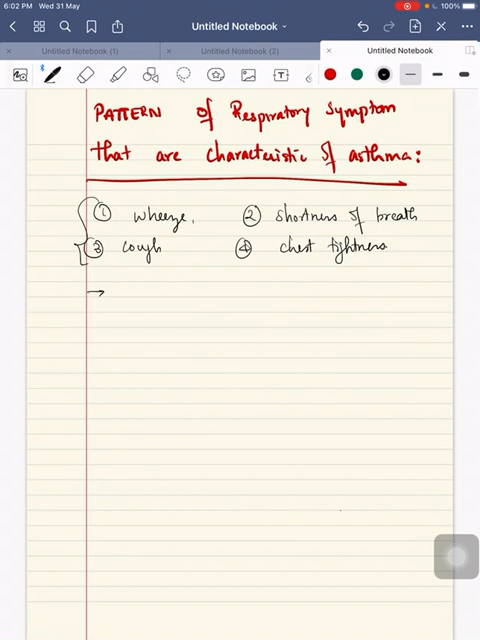 6:02 PM Wed 31 May
100%
Untitled Notebook
Untitled Notebook (1)
Untitled Notebook (2)
Untitled Notebook
PATTERN of Respiratory Symptom
that are characteristic of asthma:
① wheeze, ② shortness of breath
③ cough ④ chest tightness
→